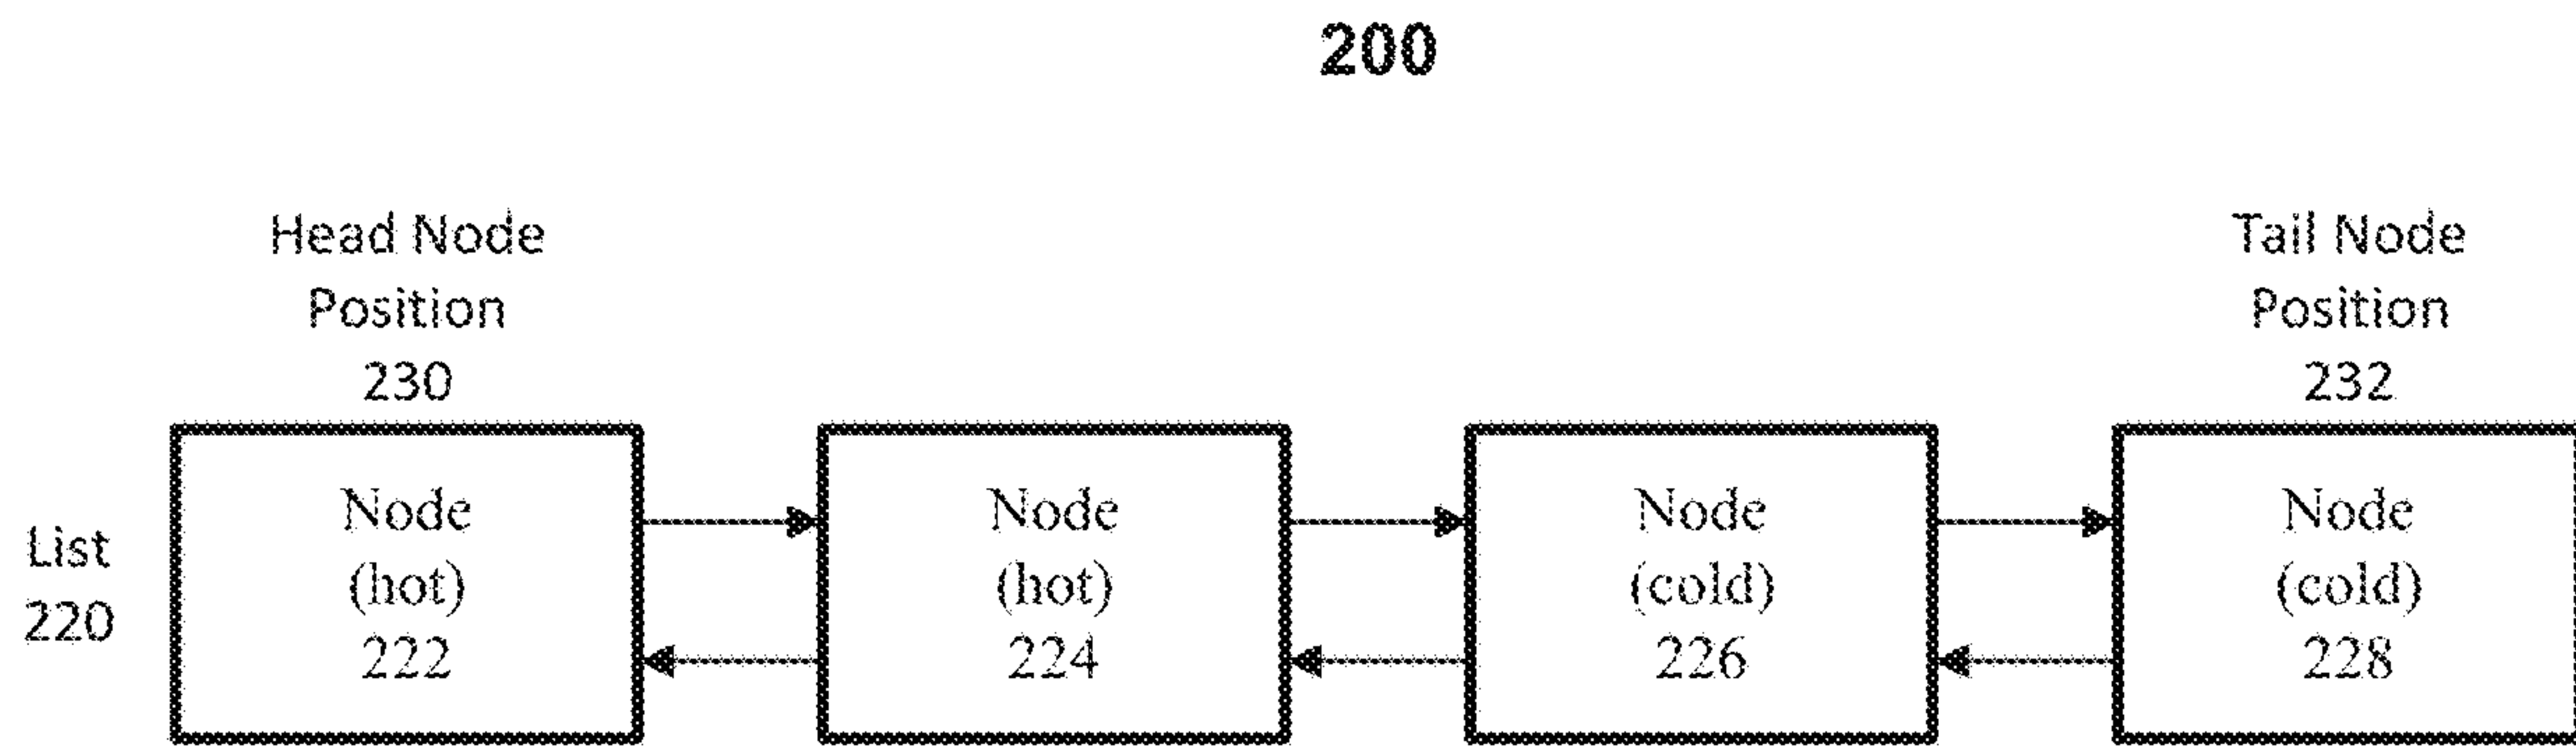 200
Head Node
Position
230
Tail Node
Position
232
List
220
Node
(hot)
222
Node
(hot)
224
Node
(cold)
226
Node
(cold)
228